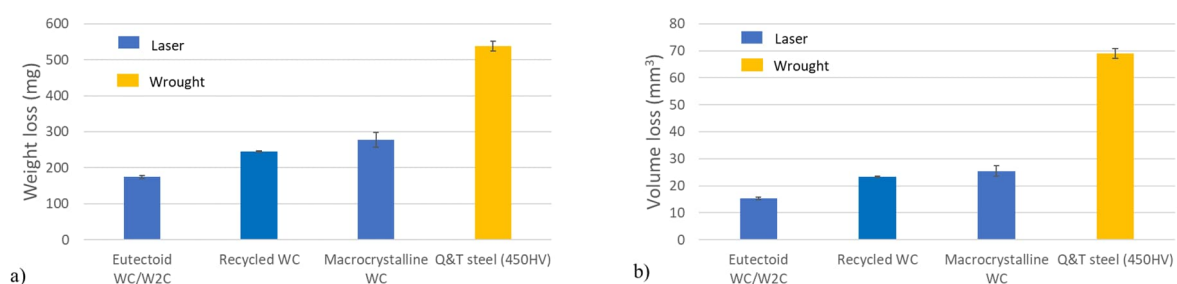 600
500
400
300
200
100
0
Weight loss (mg)
Laser
Wrought
Eutectoid
WC/W2C
Recycled WC
Macrocrystalline
WC
Q&T steel (450HV)
a)
80
70
60
50
40
30
20
10
0
Volume loss (mm³)
Laser
Wrought
Eutectoid
WC/W2C
Recycled WC
Macrocrystalline
WC
Q&T steel (450HV)
b)